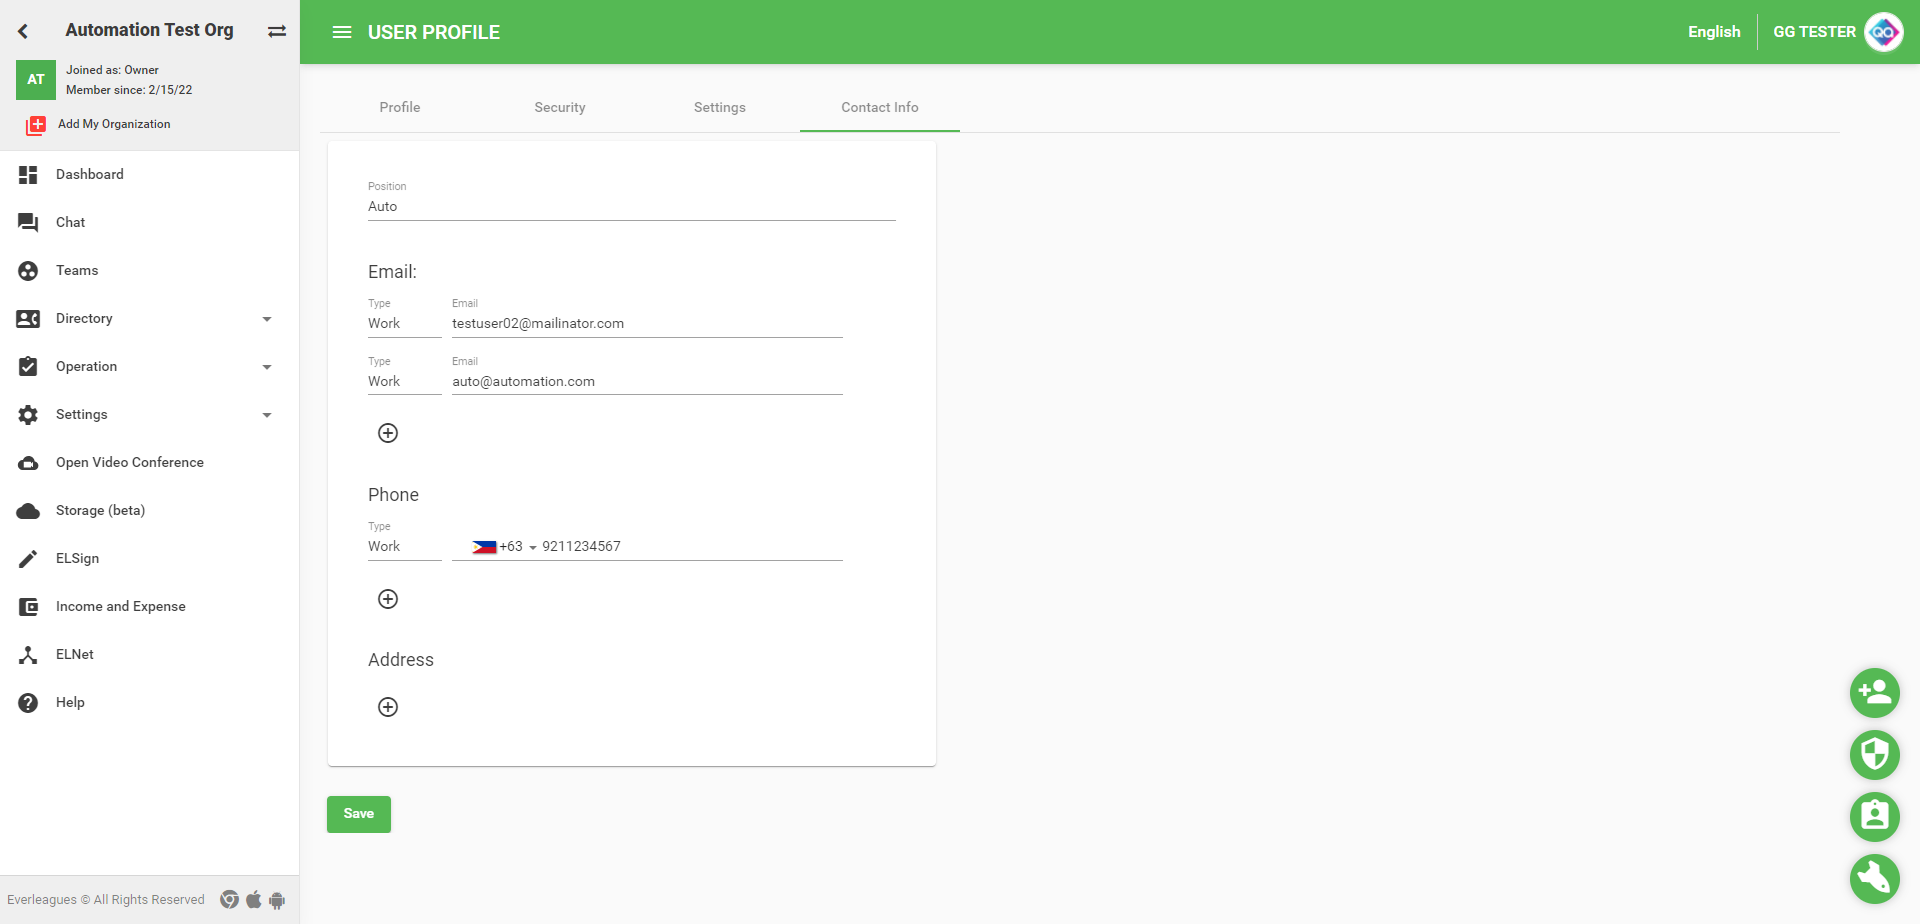 Automation Test Org
AT
Joined as: Owner
Member since: 2/15/22
Add My Organization
Dashboard
Chat
Teams
Directory
Operation
Settings
Open Video Conference
Storage (beta)
ELSign
Income and Expense
ELNet
Help
Everleagues © All Rights Reserved
USER PROFILE
English
GG TESTER
QA
Profile
Security
Settings
Contact Info
Position
Auto
Email:
Type Email
Work testuser02@mailinator.com
Type Email
Work auto@automation.com
Phone
Type
Work +63 9211234567
Address
Save